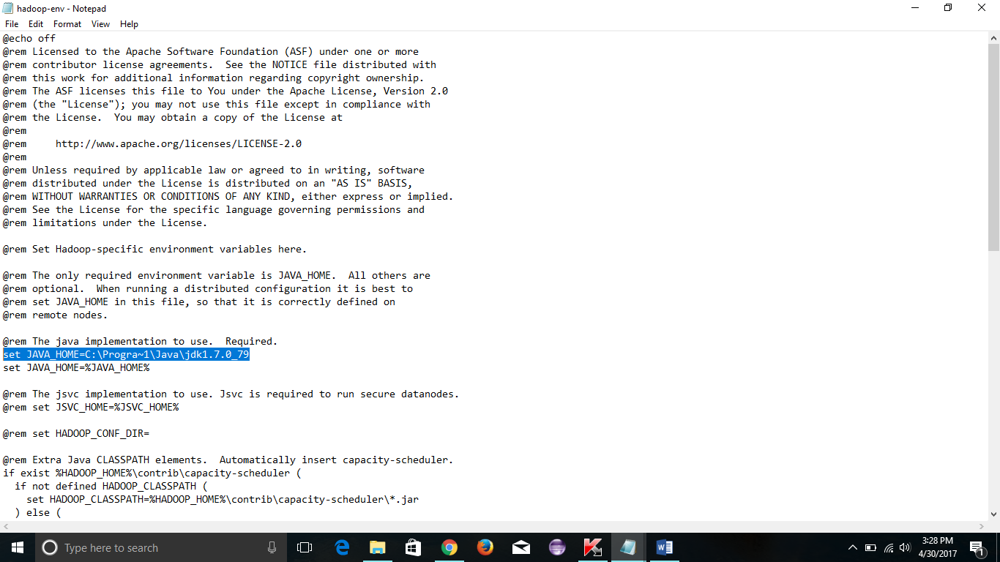 hadoop-env - Notepad
File Edit Format View Help
@echo off
@rem Licensed to the Apache Software Foundation (ASF) under one or more
@rem contributor license agreements.  See the NOTICE file distributed with
@rem this work for additional information regarding copyright ownership.
@rem The ASF licenses this file to You under the Apache License, Version 2.0
@rem (the "License"); you may not use this file except in compliance with
@rem the License.  You may obtain a copy of the License at
@rem
@rem     http://www.apache.org/licenses/LICENSE-2.0
@rem
@rem Unless required by applicable law or agreed to in writing, software
@rem distributed under the License is distributed on an "AS IS" BASIS,
@rem WITHOUT WARRANTIES OR CONDITIONS OF ANY KIND, either express or implied.
@rem See the License for the specific language governing permissions and
@rem limitations under the License.
@rem Set Hadoop-specific environment variables here.
@rem The only required environment variable is JAVA_HOME.  All others are
@rem optional.  When running a distributed configuration it is best to
@rem set JAVA_HOME in this file, so that it is correctly defined on
@rem remote nodes.
@rem The java implementation to use.  Required.
set JAVA_HOME=C:\Progra~1\Java\jdk1.7.0_79
set JAVA_HOME=%JAVA_HOME%
@rem The jsvc implementation to use. Jsvc is required to run secure datanodes.
@rem set JSVC_HOME=%JSVC_HOME%
@rem set HADOOP_CONF_DIR=
@rem Extra Java CLASSPATH elements.  Automatically insert capacity-scheduler.
if exist %HADOOP_HOME%\contrib\capacity-scheduler (
  if not defined HADOOP_CLASSPATH (
    set HADOOP_CLASSPATH=%HADOOP_HOME%\contrib\capacity-scheduler\*.jar
  ) else (
Type here to search
3:28 PM
4/30/2017
1